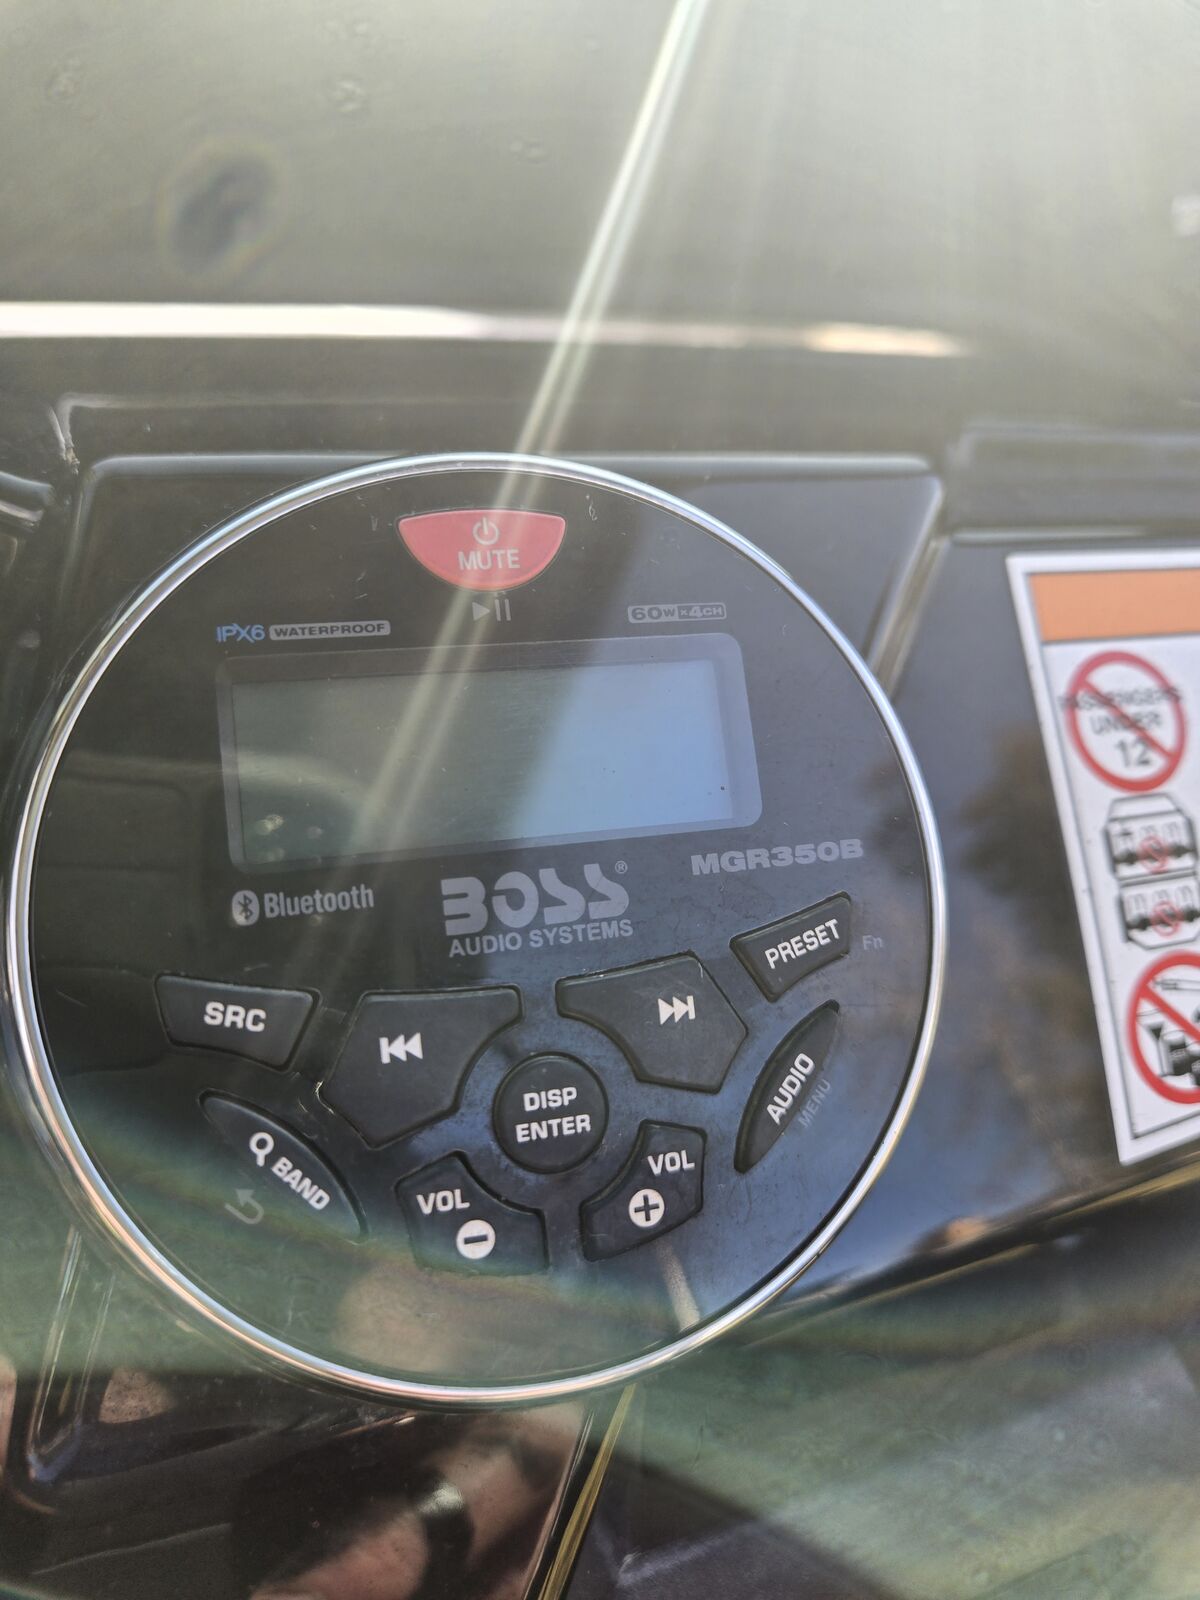 MUTE
IPX6 WATERPROOF
60W×4CH
Bluetooth
BOSS®
AUDIO SYSTEMS
MGR350B
PRESET
Fn
SRC
DISP
ENTER
AUDIO
MENU
BAND
VOL
VOL
PASSENGERS
UNDER
12